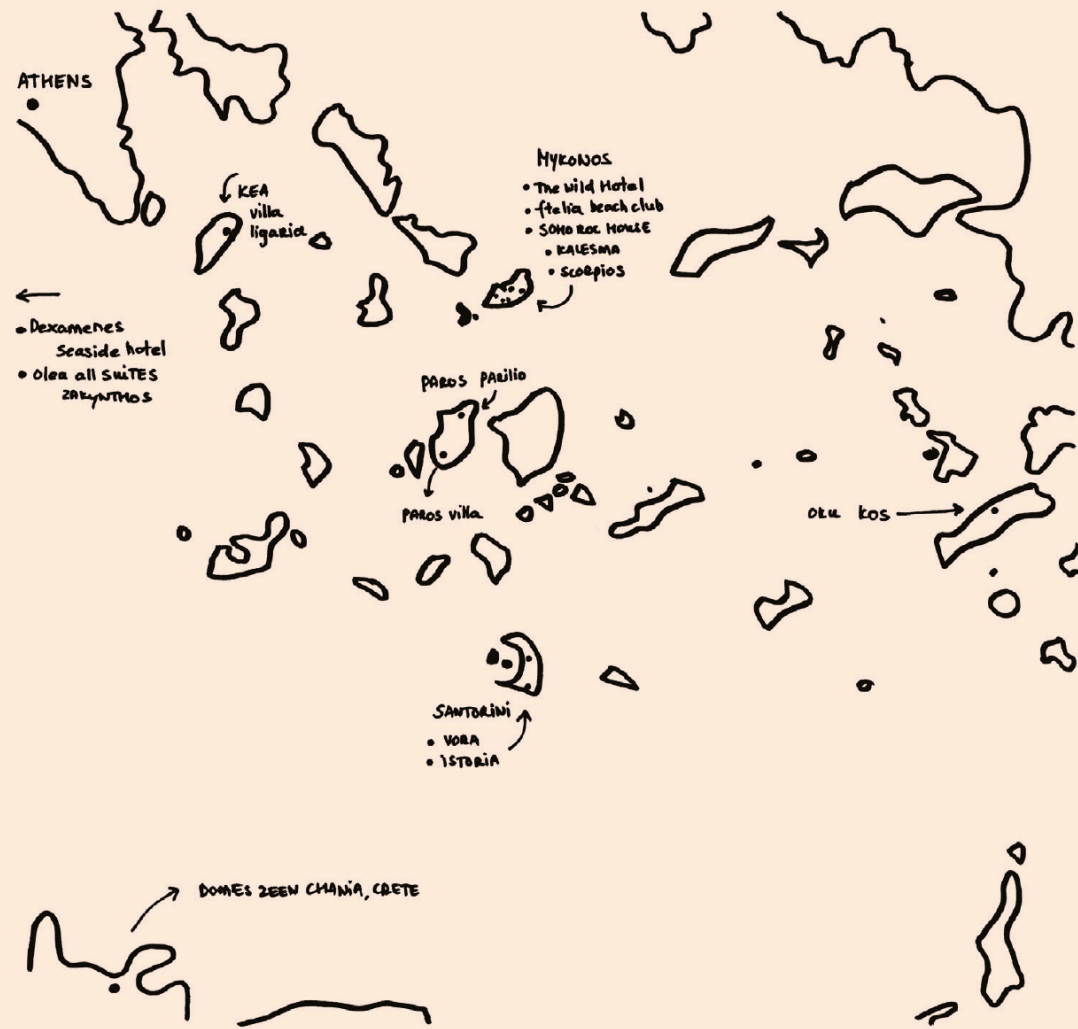 ATHENS
KEA
villa
ligaria
MYKONOS
• The Wild Hotel
• ftelia beach club
• SOHO ROC HOUSE
• KALESMA
• SCORPIOS
• Dexamenes
Seaside hotel
• Olea all SUITES
ZAKYNTHOS
PAROS PARILIO
PAROS villa
OKU KOS
SANTORINI
• VORA
• ISTORIA
DOMES ZEEN CHANIA, CRETE